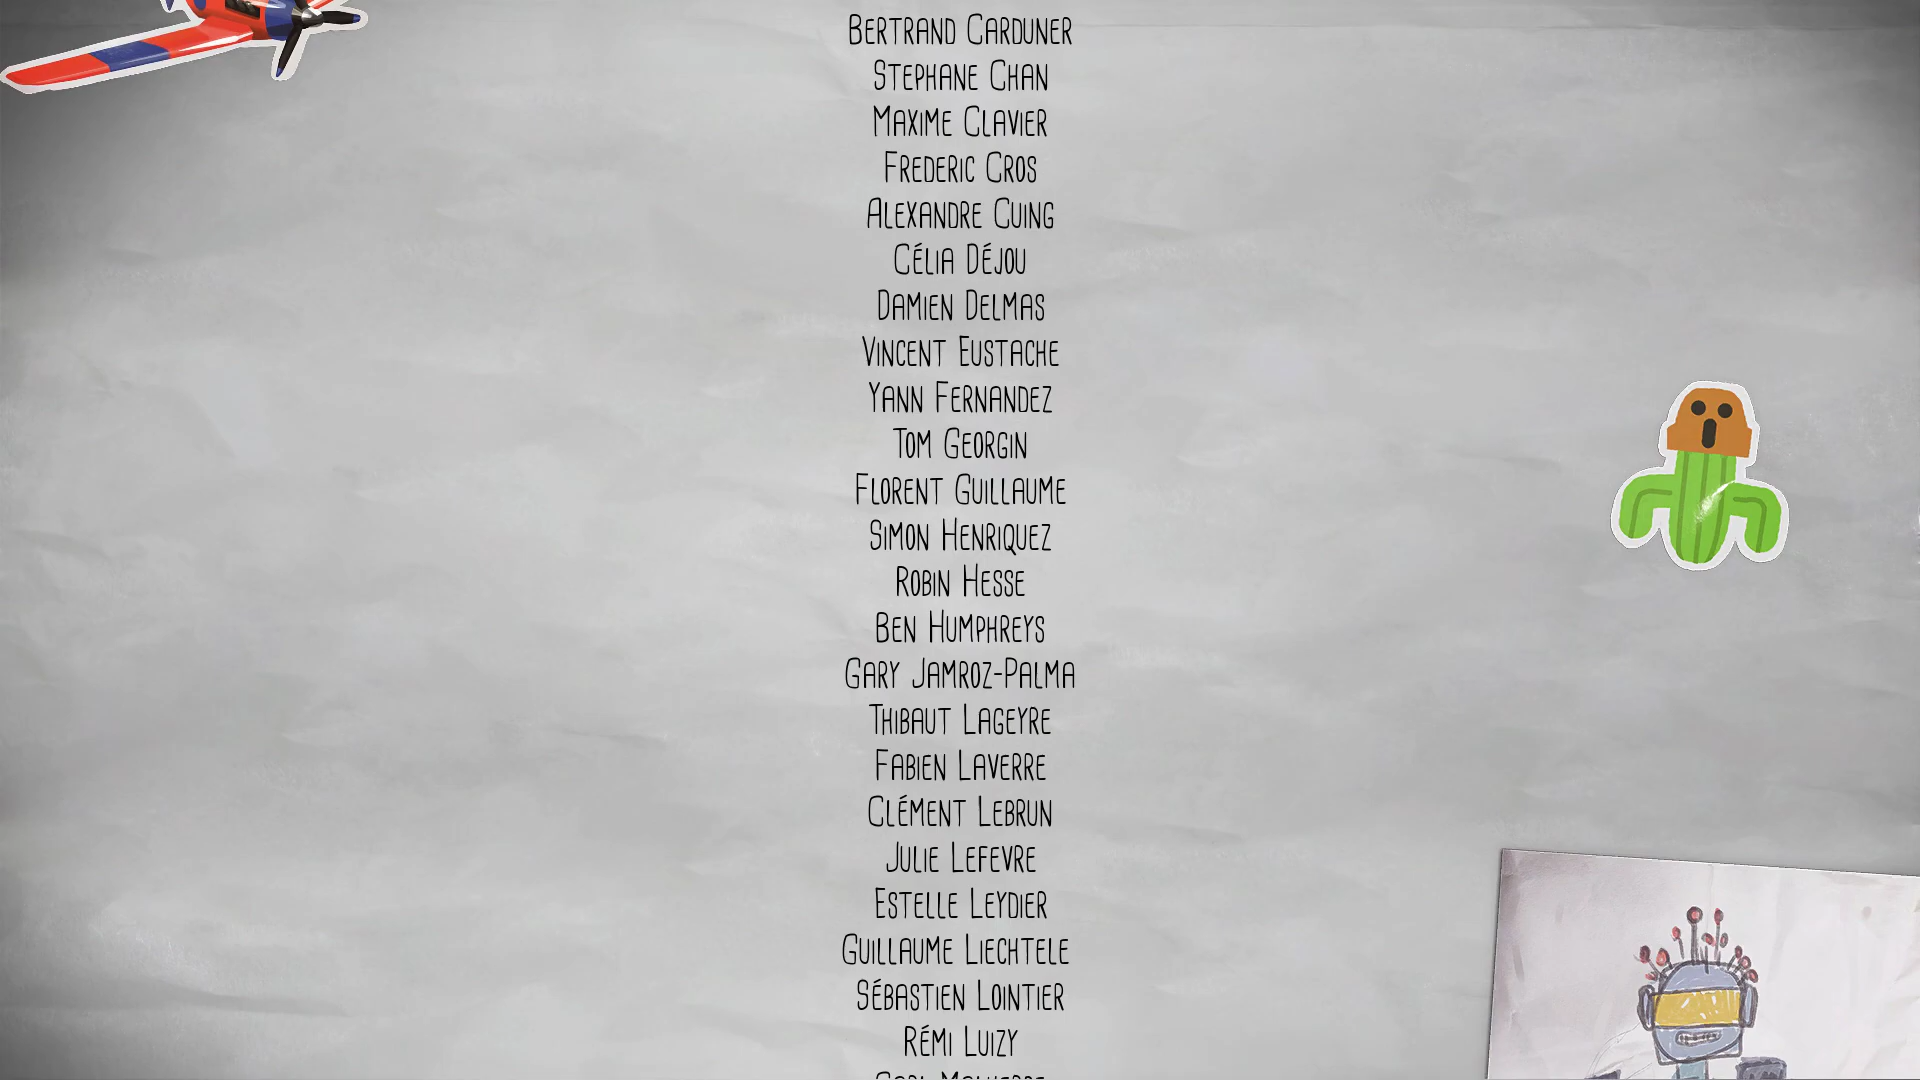 Bertrand Carduner
Stephane Chan
Maxime Clavier
Frederic Cros
Alexandre Cuing
Célia Déjou
Damien Delmas
Vincent Eustache
Yann Fernandez
Tom Georgin
Florent Guillaume
Simon Henriquez
Robin Hesse
Ben Humphreys
Gary Jamroz-Palma
Thibaut Lageyre
Fabien Laverre
Clément Lebrun
Julie Lefevre
Estelle Leydier
Guillaume Liechtele
Sébastien Lointier
Rémi Luizy